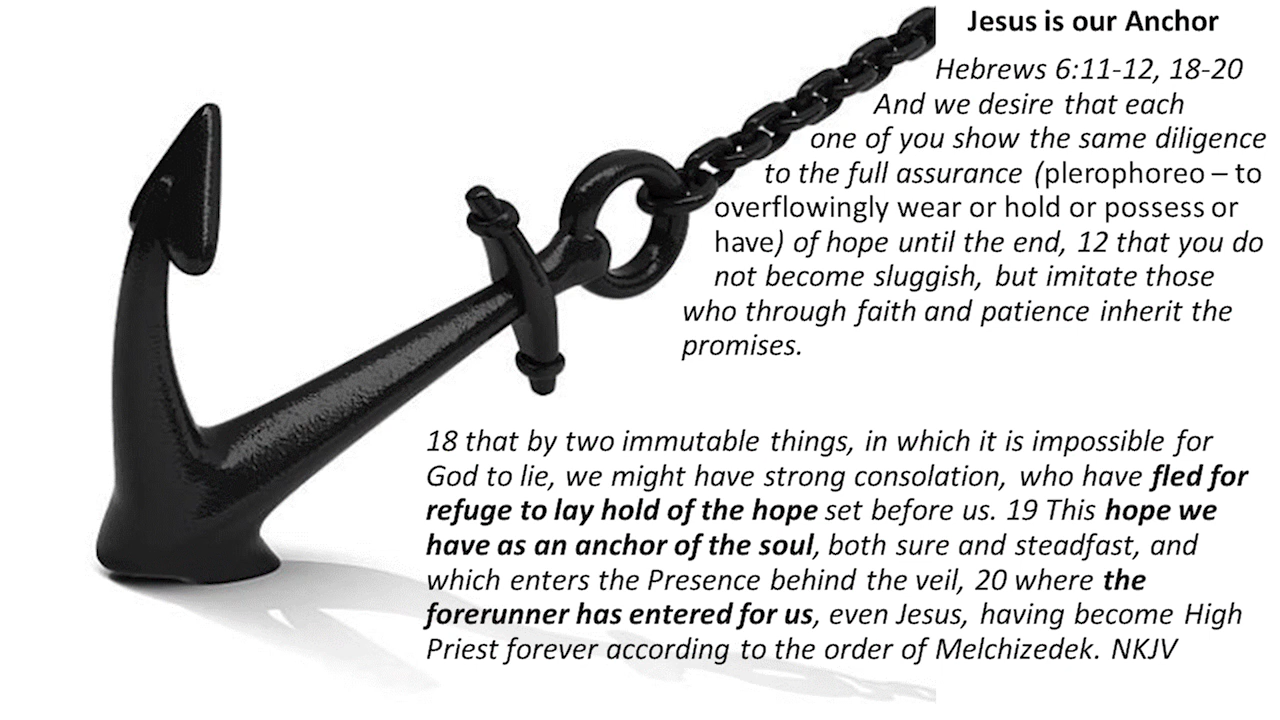 Jesus is our Anchor
Hebrews 6:11-12, 18-20
And we desire that each
one of you show the same diligence
to the full assurance (plerophoreo – to
overflowingly wear or hold or possess or
have) of hope until the end, 12 that you do
not become sluggish, but imitate those
who through faith and patience inherit the
promises.
18 that by two immutable things, in which it is impossible for
God to lie, we might have strong consolation, who have fled for
refuge to lay hold of the hope set before us. 19 This hope we
have as an anchor of the soul, both sure and steadfast, and
which enters the Presence behind the veil, 20 where the
forerunner has entered for us, even Jesus, having become High
Priest forever according to the order of Melchizedek. NKJV